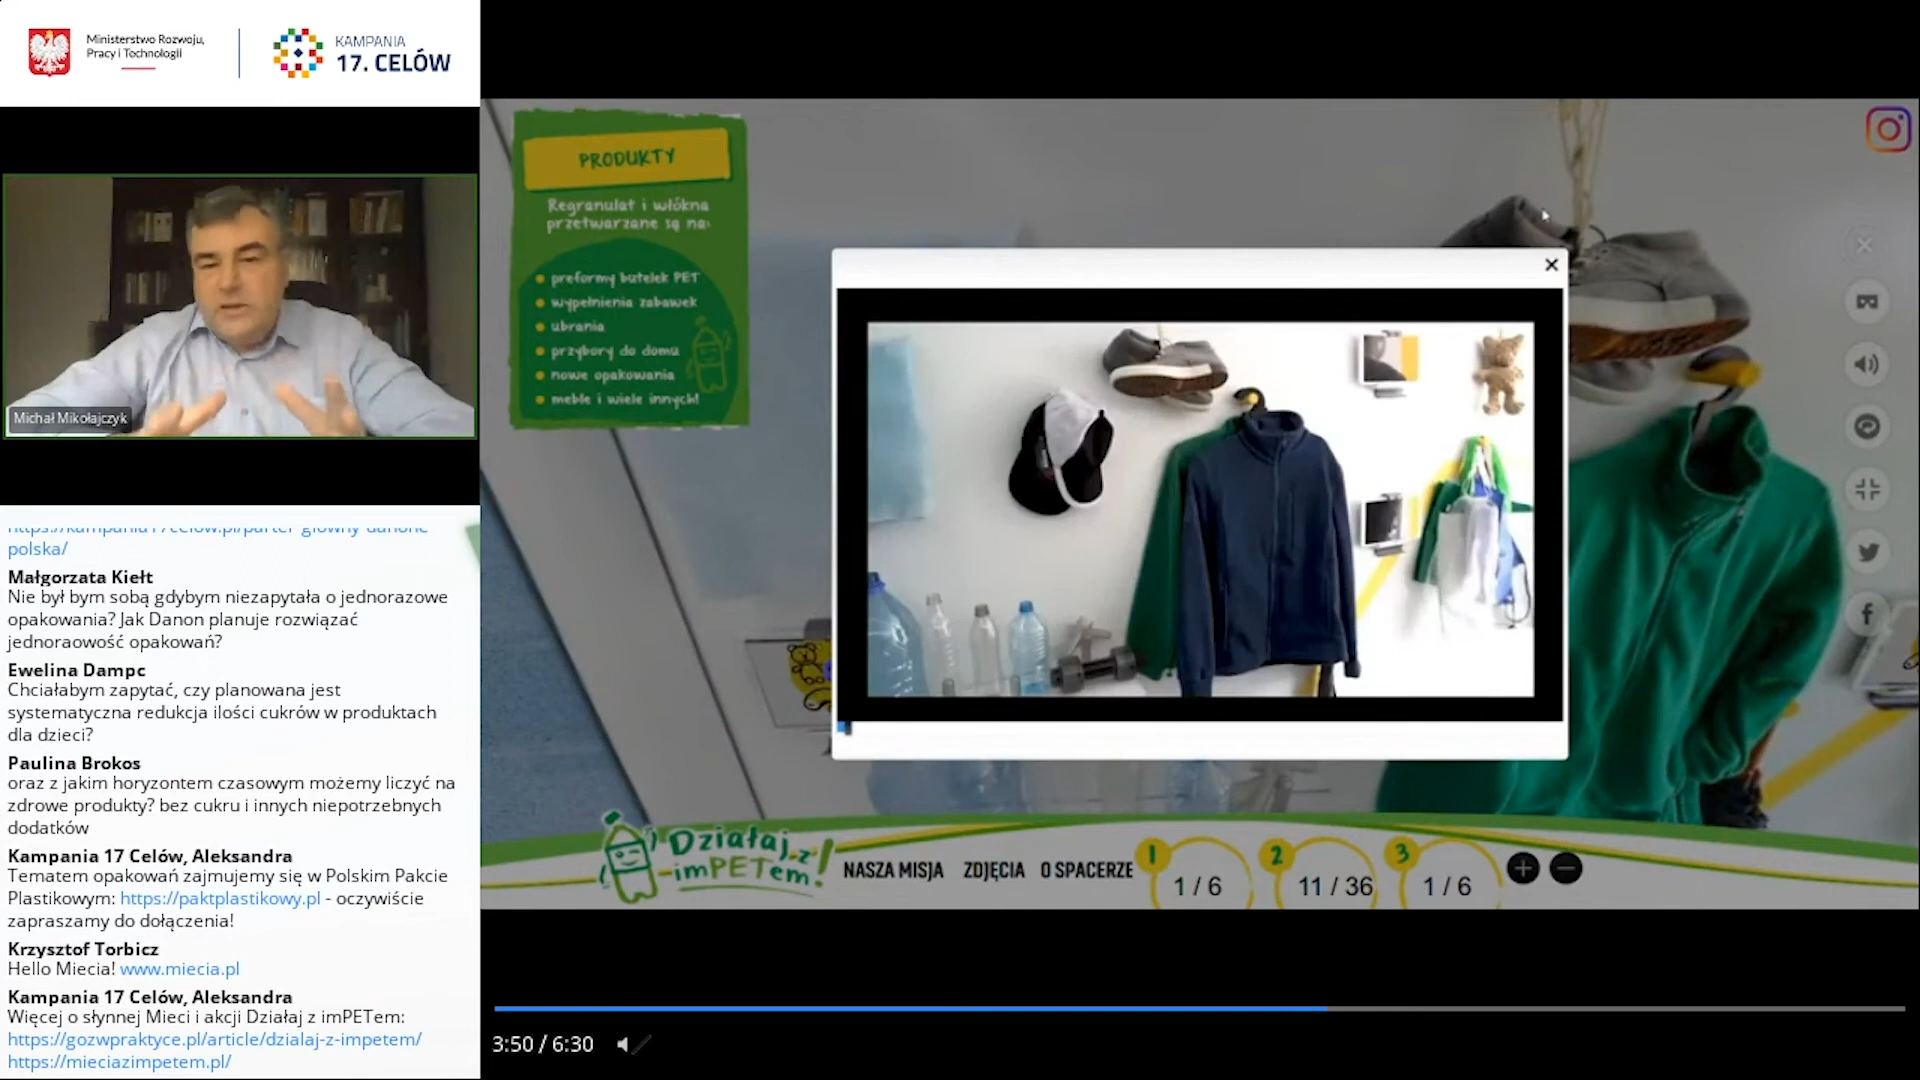 Ministerstwo Rozwoju,
Pracy i Technologii
KAMPANIA
17. CELÓW
Michał Mikołajczyk
https://kampania17celow.pl/parter-glowny-danone-
polska/
Małgorzata Kiełt
Nie był bym sobą gdybym niezapytała o jednorazowe
opakowania? Jak Danon planuje rozwiązać
jednoraowość opakowań?
Ewelina Dampc
Chciałabym zapytać, czy planowana jest
systematyczna redukcja ilości cukrów w produktach
dla dzieci?
Paulina Brokos
oraz z jakim horyzontem czasowym możemy liczyć na
zdrowe produkty? bez cukru i innych niepotrzebnych
dodatków
Kampania 17 Celów, Aleksandra
Tematem opakowań zajmujemy się w Polskim Pakcie
Plastikowym: https://paktplastikowy.pl - oczywiście
zapraszamy do dołączenia!
Krzysztof Torbicz
Hello Miecia! www.miecia.pl
Kampania 17 Celów, Aleksandra
Więcej o słynnej Mieci i akcji Działaj z imPETem:
https://gozwpraktyce.pl/article/dzialaj-z-impetem/
https://mieciazimpetem.pl/
PRODUKTY
Regranulat i włókna
przetwarzane są na:
preformy butelek PET
wypełnienia zabawek
ubrania
przybory do domu
nowe opakowania
meble i wiele innych!
Działaj z
imPETem!
NASZA MISJA ZDJĘCIA O SPACERZE
1 1 / 6
2 11 / 36
3 1 / 6
3:50 / 6:30